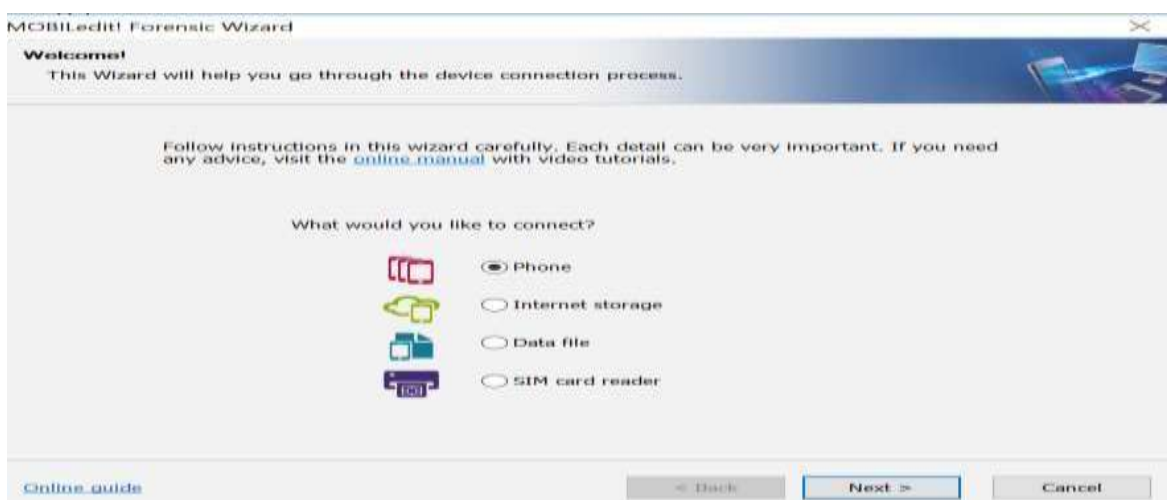 MOBILedit! Forensic Wizard
Welcome!
This Wizard will help you go through the device connection process.
Follow instructions in this wizard carefully. Each detail can be very important. If you need
any advice, visit the online manual with video tutorials.
What would you like to connect?
Phone
Internet storage
Data file
SIM card reader
Online guide
< Back
Next >
Cancel